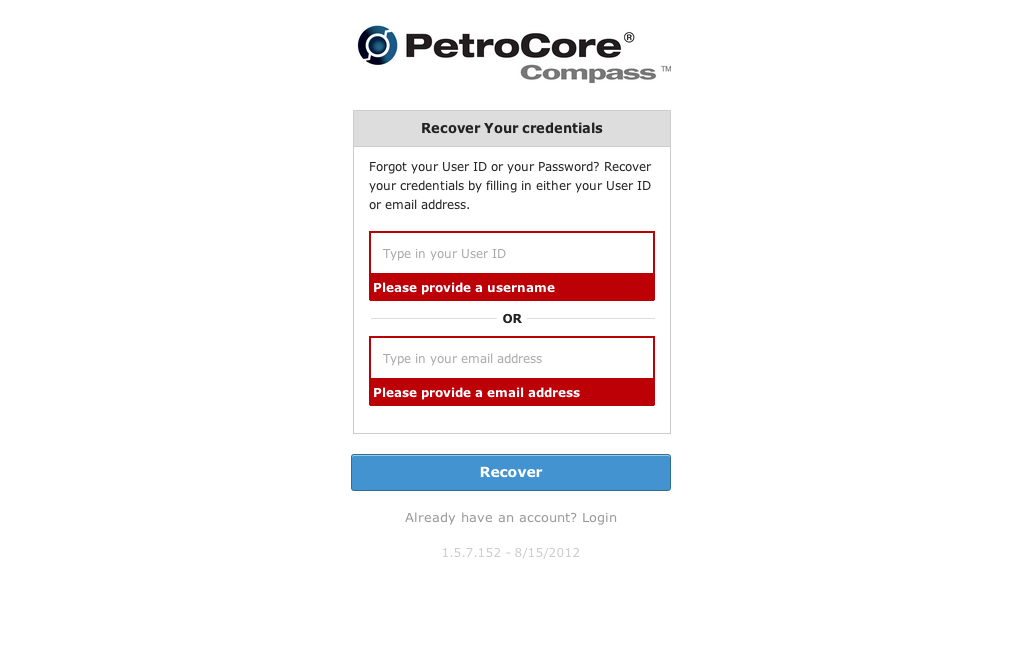 PetroCore®
Compass ™
Recover Your credentials
Forgot your User ID or your Password? Recover
your credentials by filling in either your User ID
or email address.
Type in your User ID
Please provide a username
OR
Type in your email address
Please provide a email address
Recover
Already have an account? Login
1.5.7.152 - 8/15/2012